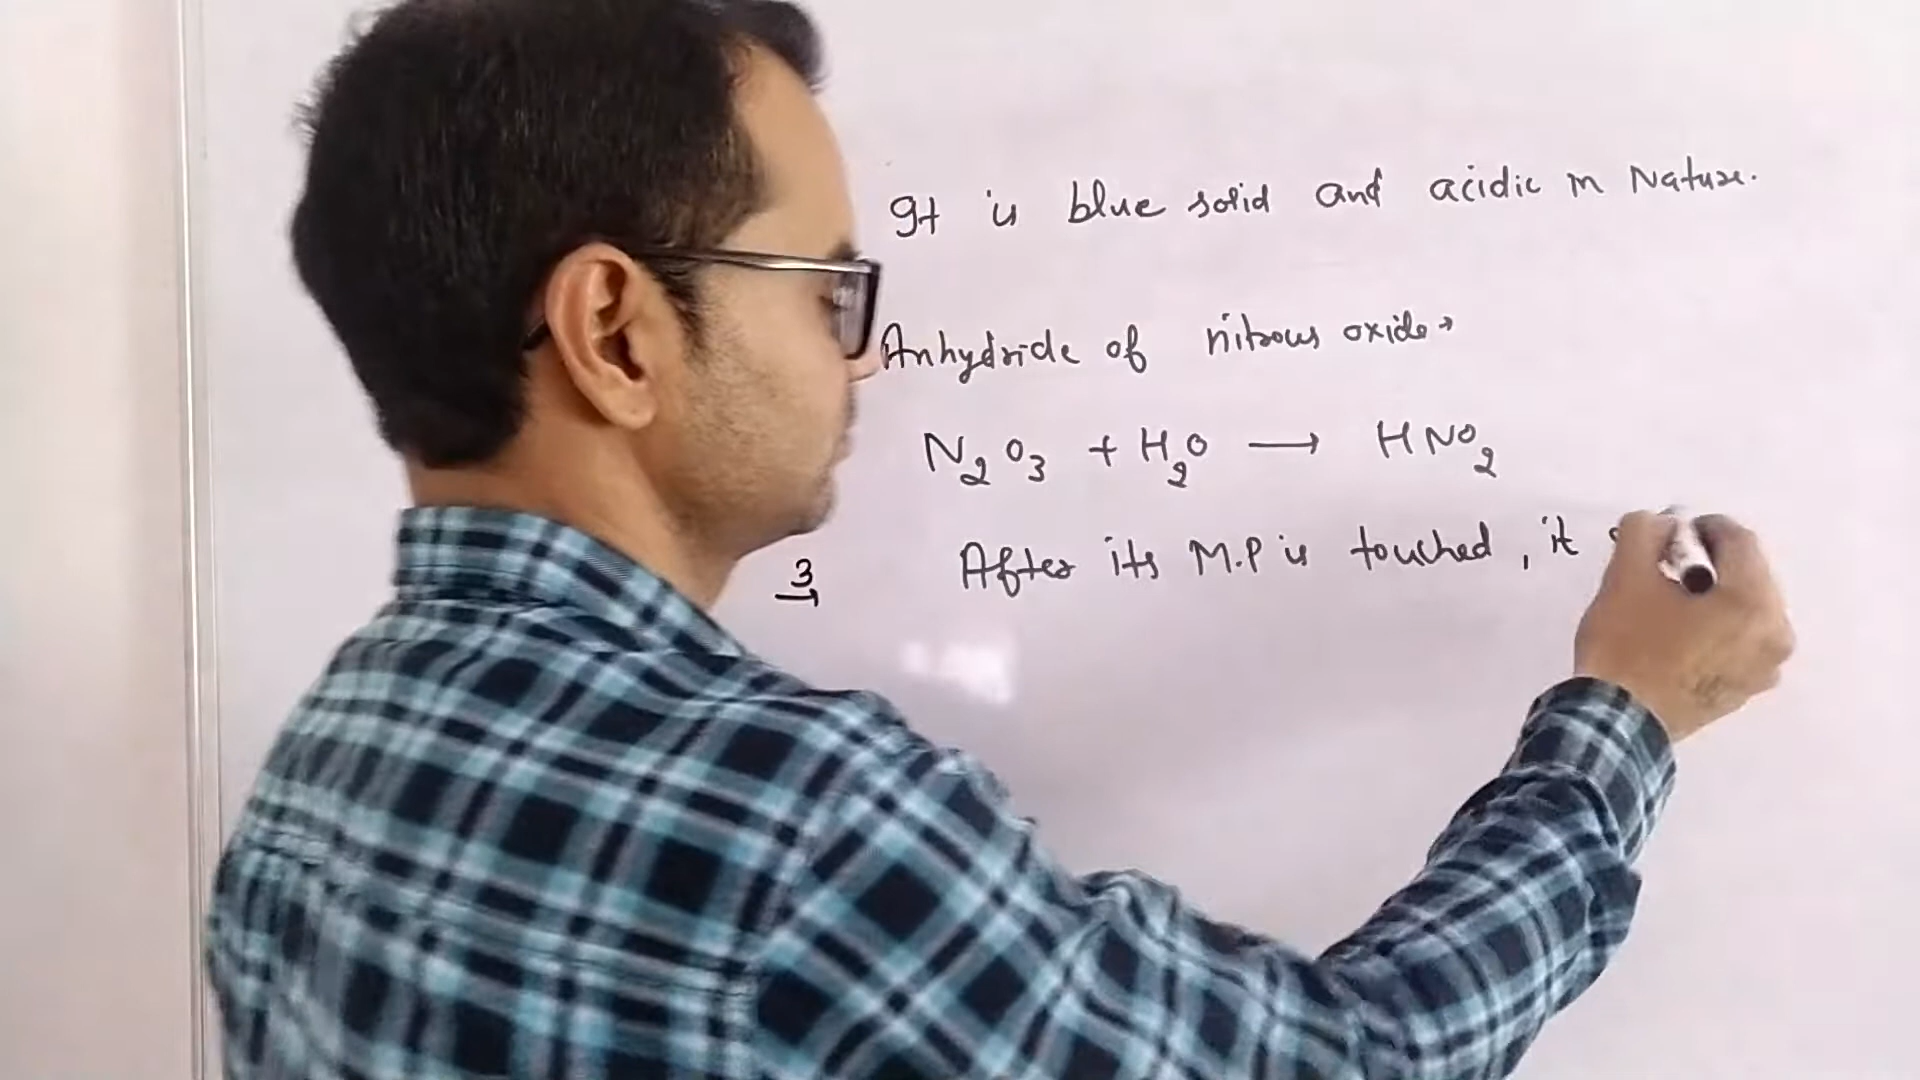 It is blue solid and acidic in Nature.
Anhydride of nitrous oxide→
N₂O₃ + H₂O ⟶ HNO₂
3 After its M.P is touched, it